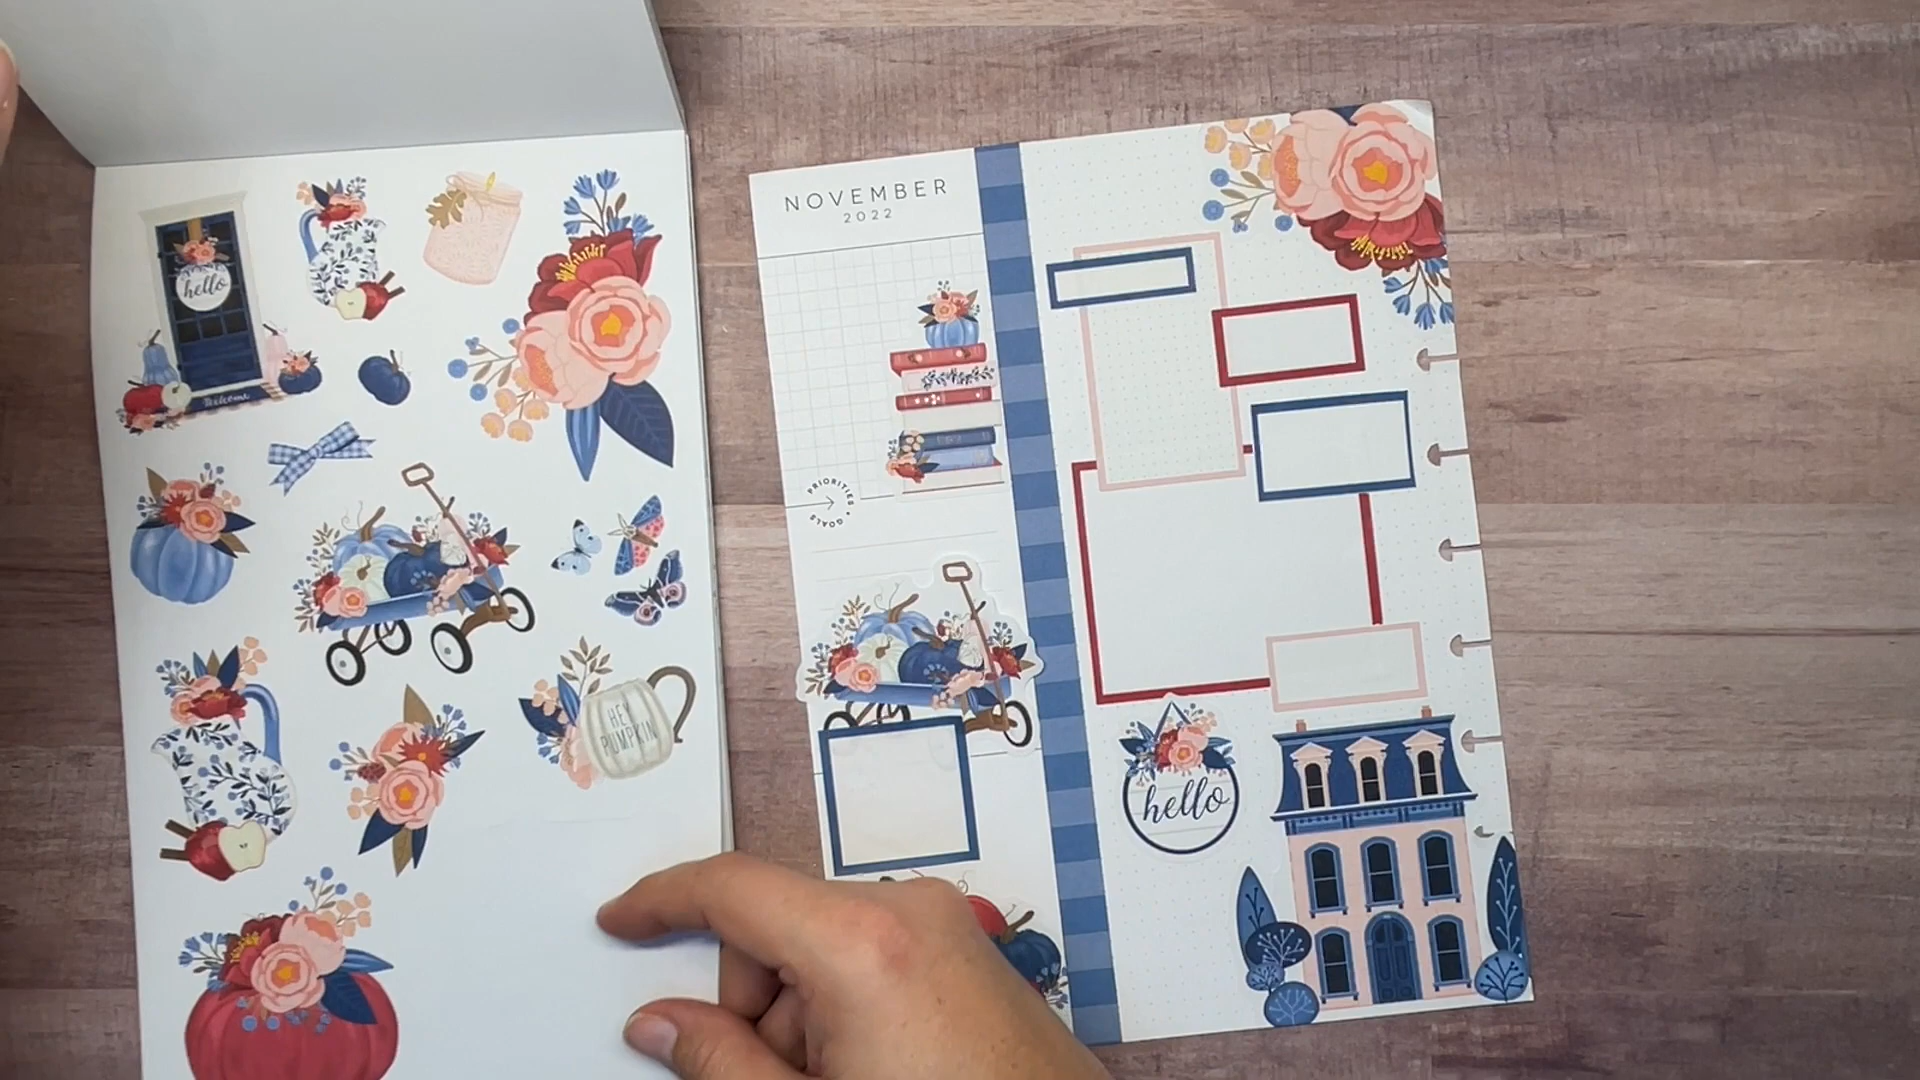 hello
Welcome
HEY
PUMPKIN
NOVEMBER
2022
PRIORITIES • GOALS
hello